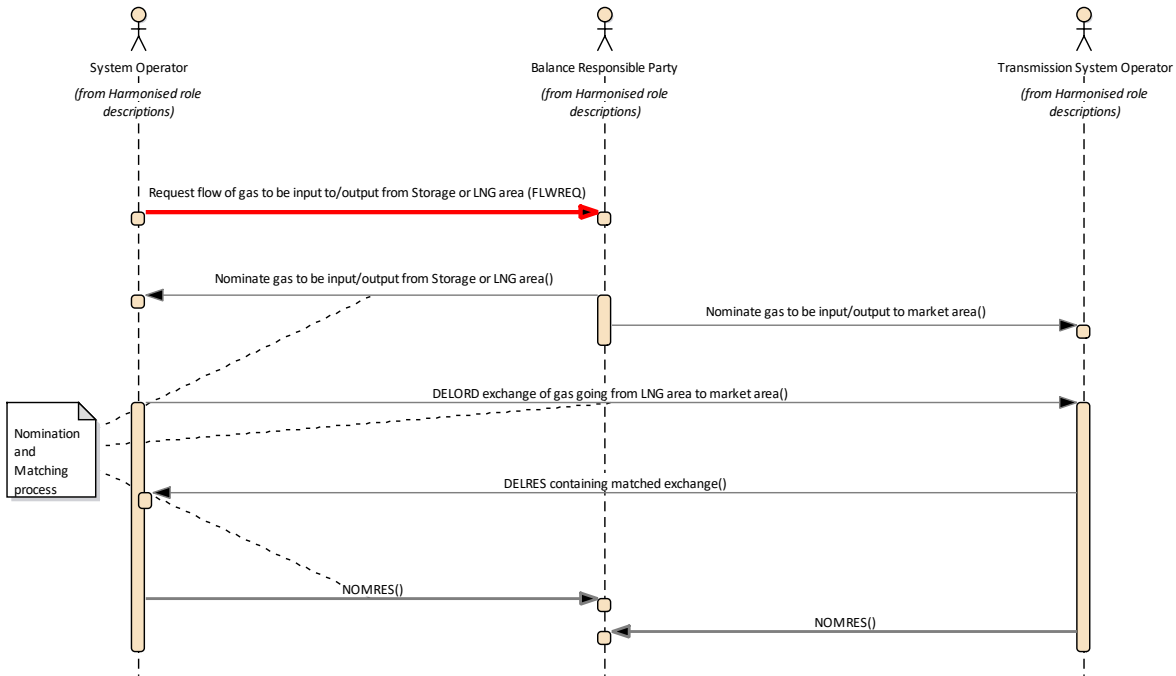 System Operator
(from Harmonised role
descriptions)
Balance Responsible Party
(from Harmonised role
descriptions)
Transmission System Operator
(from Harmonised role
descriptions)
Request flow of gas to be input to/output from Storage or LNG area (FLWREQ)
Nominate gas to be input/output from Storage or LNG area()
Nominate gas to be input/output to market area()
DELORD exchange of gas going from LNG area to market area()
Nomination
and
Matching
process
DELRES containing matched exchange()
NOMRES()
NOMRES()